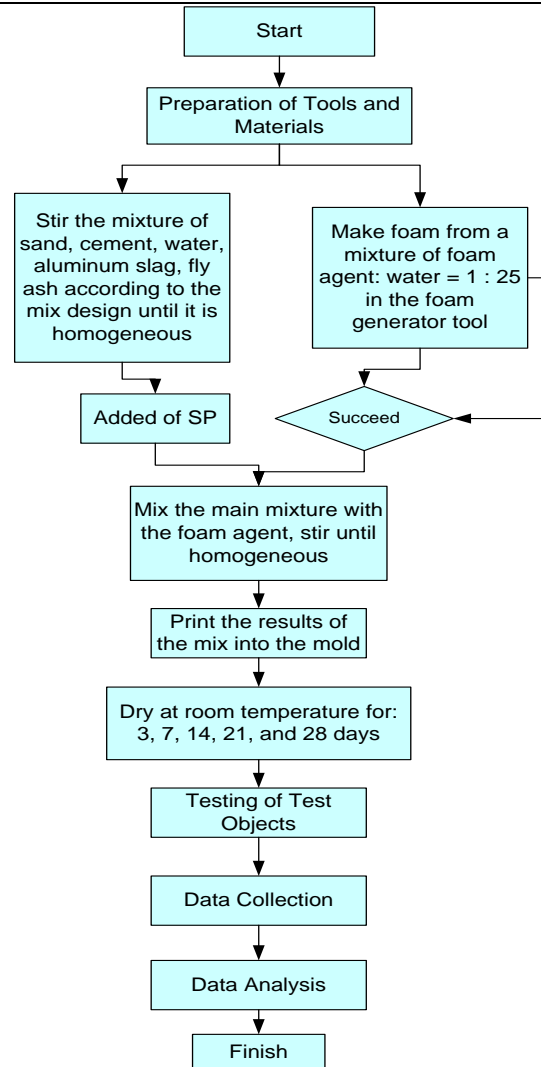 Start
Preparation of Tools and
Materials
Stir the mixture of
sand, cement, water,
aluminum slag, fly
ash according to the
mix design until it is
homogeneous
Make foam from a
mixture of foam
agent: water = 1 : 25
in the foam
generator tool
Added of SP
Succeed
Mix the main mixture with
the foam agent, stir until
homogeneous
Print the results of
the mix into the mold
Dry at room temperature for:
3, 7, 14, 21, and 28 days
Testing of Test
Objects
Data Collection
Data Analysis
Finish